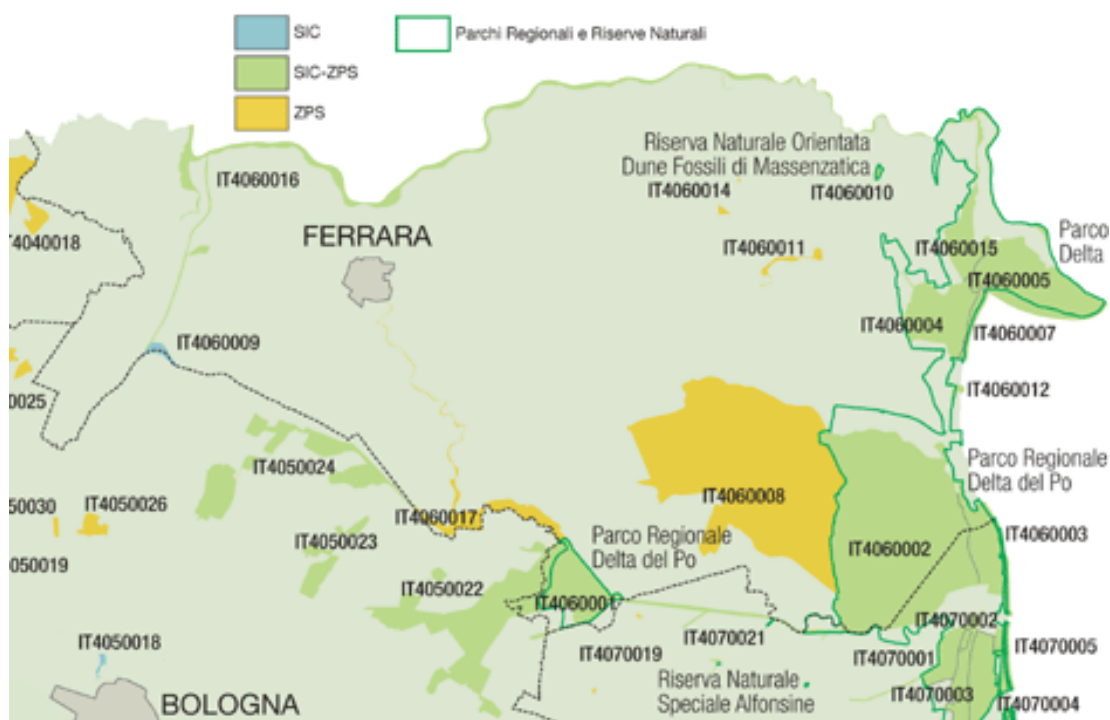 SIC
Parchi Regionali e Riserve Naturali
SIC-ZPS
ZPS
Riserva Naturale Orientata
Dune Fossili di Massenzatica
IT4060016
IT4060014
IT4060010
FERRARA
Parco
Delta
IT4040018
IT4060011
IT4060015
IT4060005
IT4060004
IT4060007
IT4060009
IT4060012
0025
IT4050024
Parco Regionale
Delta del Po
IT4060008
IT4050026
50030
IT4060017
IT4060003
IT4050023
Parco Regionale
Delta del Po
IT4060002
050019
IT4050022
IT4060001
IT4070002
IT4070021
IT4050018
IT4070019
IT4070001
IT4070005
Riserva Naturale
Speciale Alfonsine
IT4070003
IT4070004
BOLOGNA